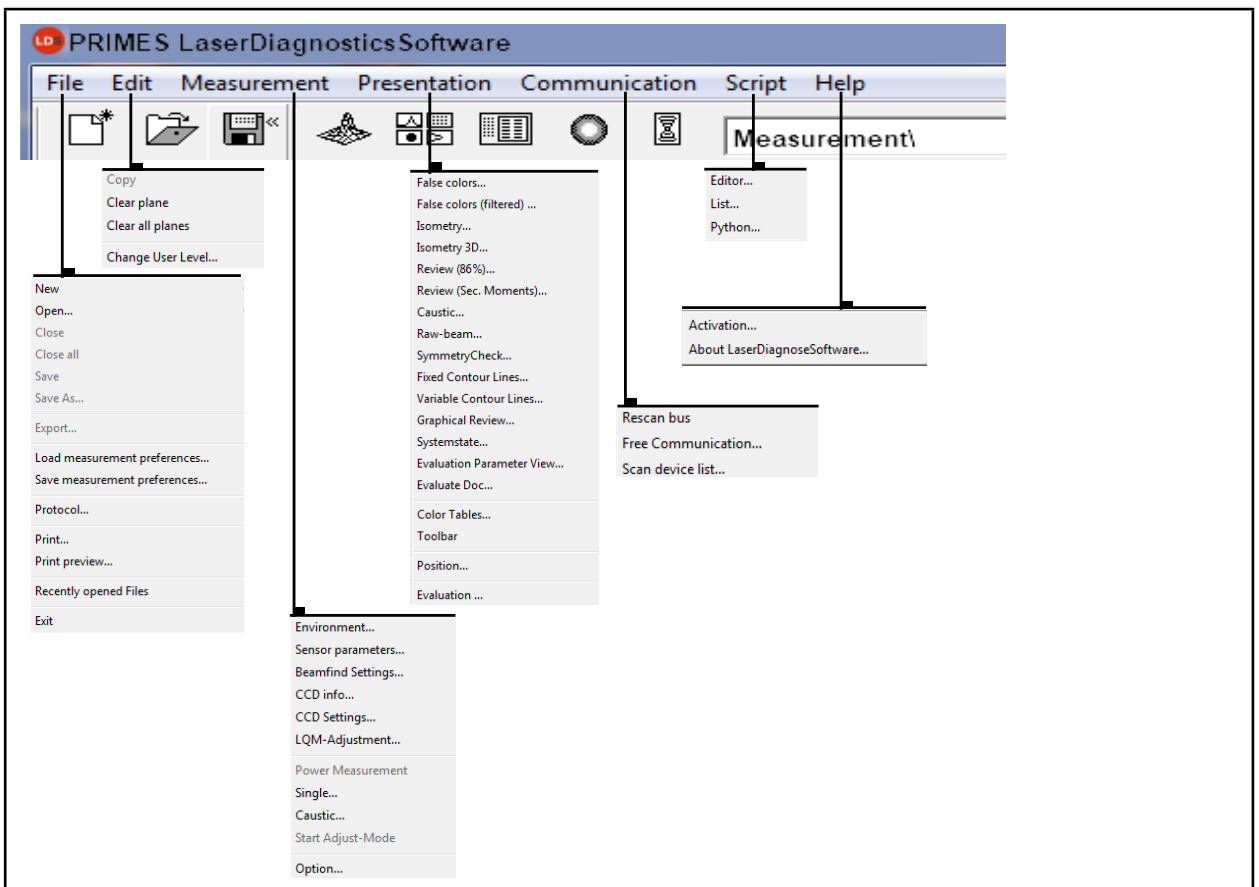 LDS PRIMES LaserDiagnosticsSoftware
File Edit Measurement Presentation Communication Script Help
Measurement\
Copy
Clear plane
Clear all planes
Change User Level...
New
Open...
Close
Close all
Save
Save As...
Export...
Load measurement preferences...
Save measurement preferences...
Protocol...
Print...
Print preview...
Recently opened Files
Exit
Environment...
Sensor parameters...
Beamfind Settings...
CCD info...
CCD Settings...
LQM-Adjustment...
Power Measurement
Single...
Caustic...
Start Adjust-Mode
Option...
False colors...
False colors (filtered) ...
Isometry...
Isometry 3D...
Review (86%)...
Review (Sec. Moments)...
Caustic...
Raw-beam...
SymmetryCheck...
Fixed Contour Lines...
Variable Contour Lines...
Graphical Review...
Systemstate...
Evaluation Parameter View...
Evaluate Doc...
Color Tables...
Toolbar
Position...
Evaluation ...
Rescan bus
Free Communication...
Scan device list...
Editor...
List...
Python...
Activation...
About LaserDiagnoseSoftware...